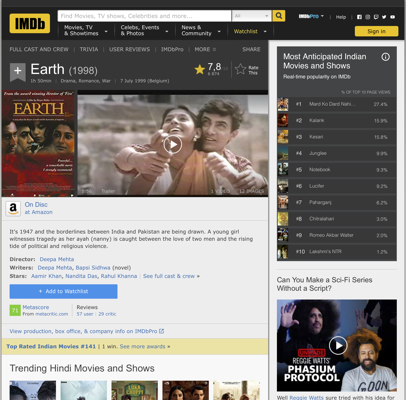 IMDb
Find Movies, TV shows, Celebrities and more...
All
IMDbPro
Help
Movies, TV
& Showtimes
Celebs, Events
& Photos
News &
Community
Watchlist
Sign in
FULL CAST AND CREW | TRIVIA | USER REVIEWS | IMDbPro | MORE
SHARE
+ Earth (1998)
1h 50min | Drama, Romance, War | 7 July 1999 (Belgium)
7,8
Rate
This
From the award winning director
EARTH
Trailer
1 VIDEO
12 IMAGES
On Disc
at Amazon
It's 1947 and the borderlines between India and Pakistan are being drawn. A young girl
witnesses tragedy as her ayah (nanny) is caught between the love of two men and the rising
tide of political and religious violence.
Director: Deepa Mehta
Writers: Deepa Mehta, Bapsi Sidhwa (novel)
Stars: Aamir Khan, Nandita Das, Rahul Khanna | See full cast & crew »
+ Add to Watchlist
71
Metascore
From metacritic.com
Reviews
57 user | 29 critic
View production, box office, & company info on IMDbPro
Top Rated Indian Movies #141 | 1 win. See more awards »
Trending Hindi Movies and Shows
Most Anticipated Indian
Movies and Shows
Real-time popularity on IMDb
% OF TOP 10 PAGE VIEWS
#1 Mard Ko Dard Nahi... 27.4%
#2 Kalank 15.8%
#3 Kesari 15.8%
#4 Junglee 9.9%
#5 Notebook 9.3%
#6 Lucifer 9.2%
#7 Paharganj 6.2%
#8 Chitralahari 3.0%
#9 Romeo Akbar Walter 2.0%
#10 Lakshmi's NTR 1.2%
Can You Make a Sci-Fi Series
Without a Script?
REGGIE WATTS'
PHASIUM
PROTOCOL
Well Reggie Watts sure tried with his idea for